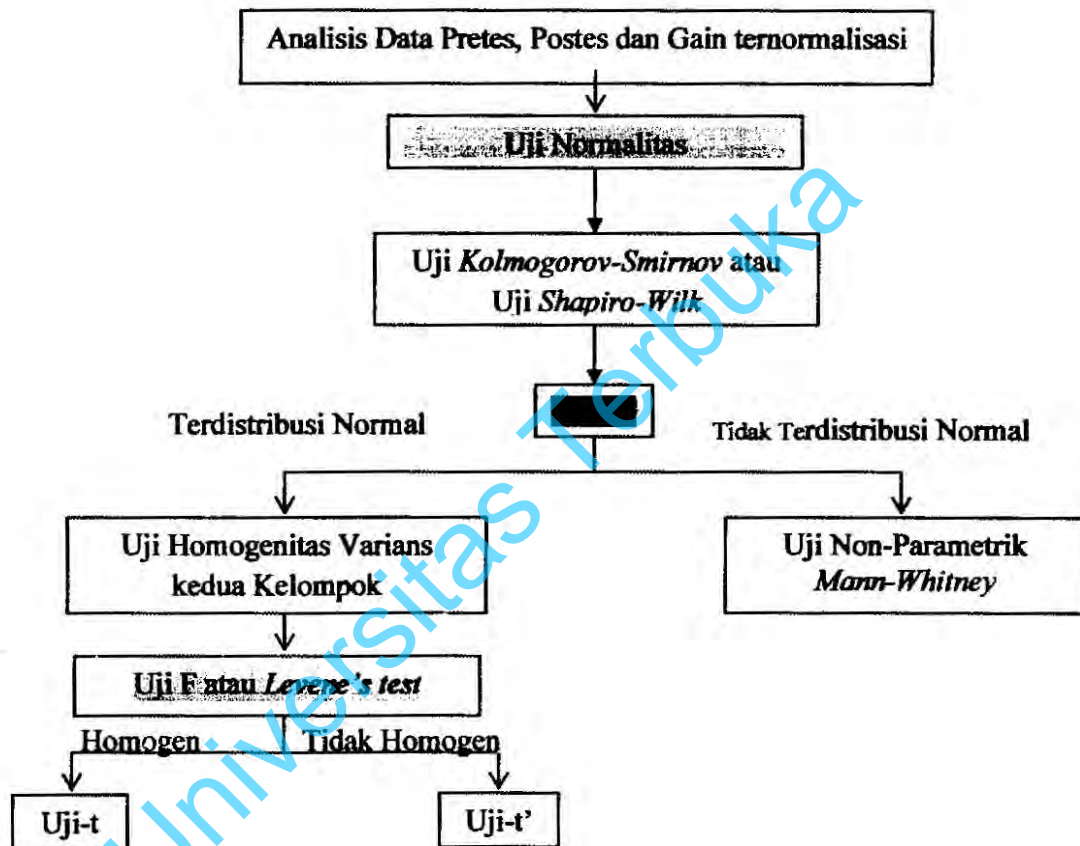 Analisis Data Pretes, Postes dan Gain ternormalisasi
Uji Normalitas
Uji Kolmogorov-Smirnov atau
Uji Shapiro-Wilk
Terdistribusi Normal
Tidak Terdistribusi Normal
Uji Homogenitas Varians
kedua Kelompok
Uji Non-Parametrik
Mann-Whitney
Uji F atau Levene's test
Homogen
Tidak Homogen
Uji-t
Uji-t'
Universitas Terbuka